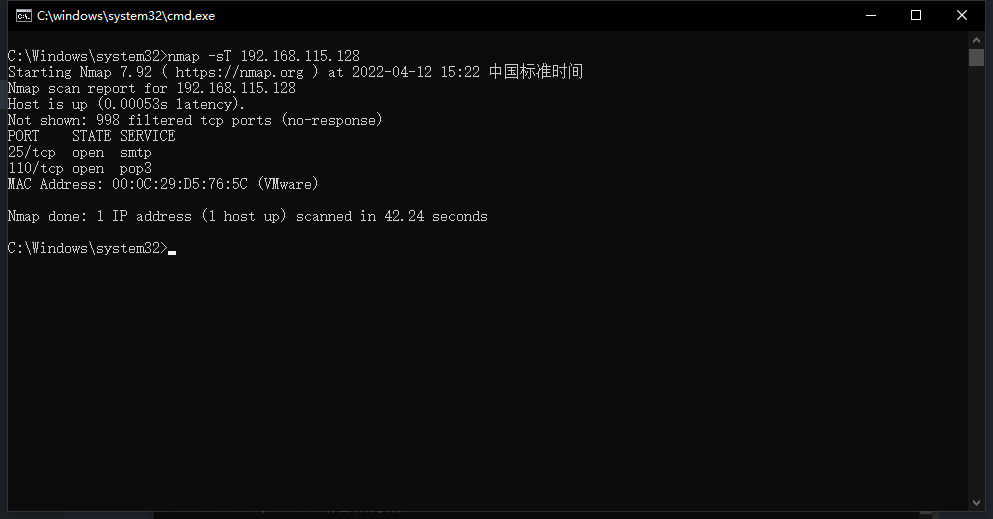 C:\windows\system32\cmd.exe
C:\Windows\system32>nmap -sT 192.168.115.128
Starting Nmap 7.92 ( https://nmap.org ) at 2022-04-12 15:22 中国标准时间
Nmap scan report for 192.168.115.128
Host is up (0.00053s latency).
Not shown: 998 filtered tcp ports (no-response)
PORT    STATE SERVICE
25/tcp  open  smtp
110/tcp open  pop3
MAC Address: 00:0C:29:D5:76:5C (VMware)
Nmap done: 1 IP address (1 host up) scanned in 42.24 seconds
C:\Windows\system32>